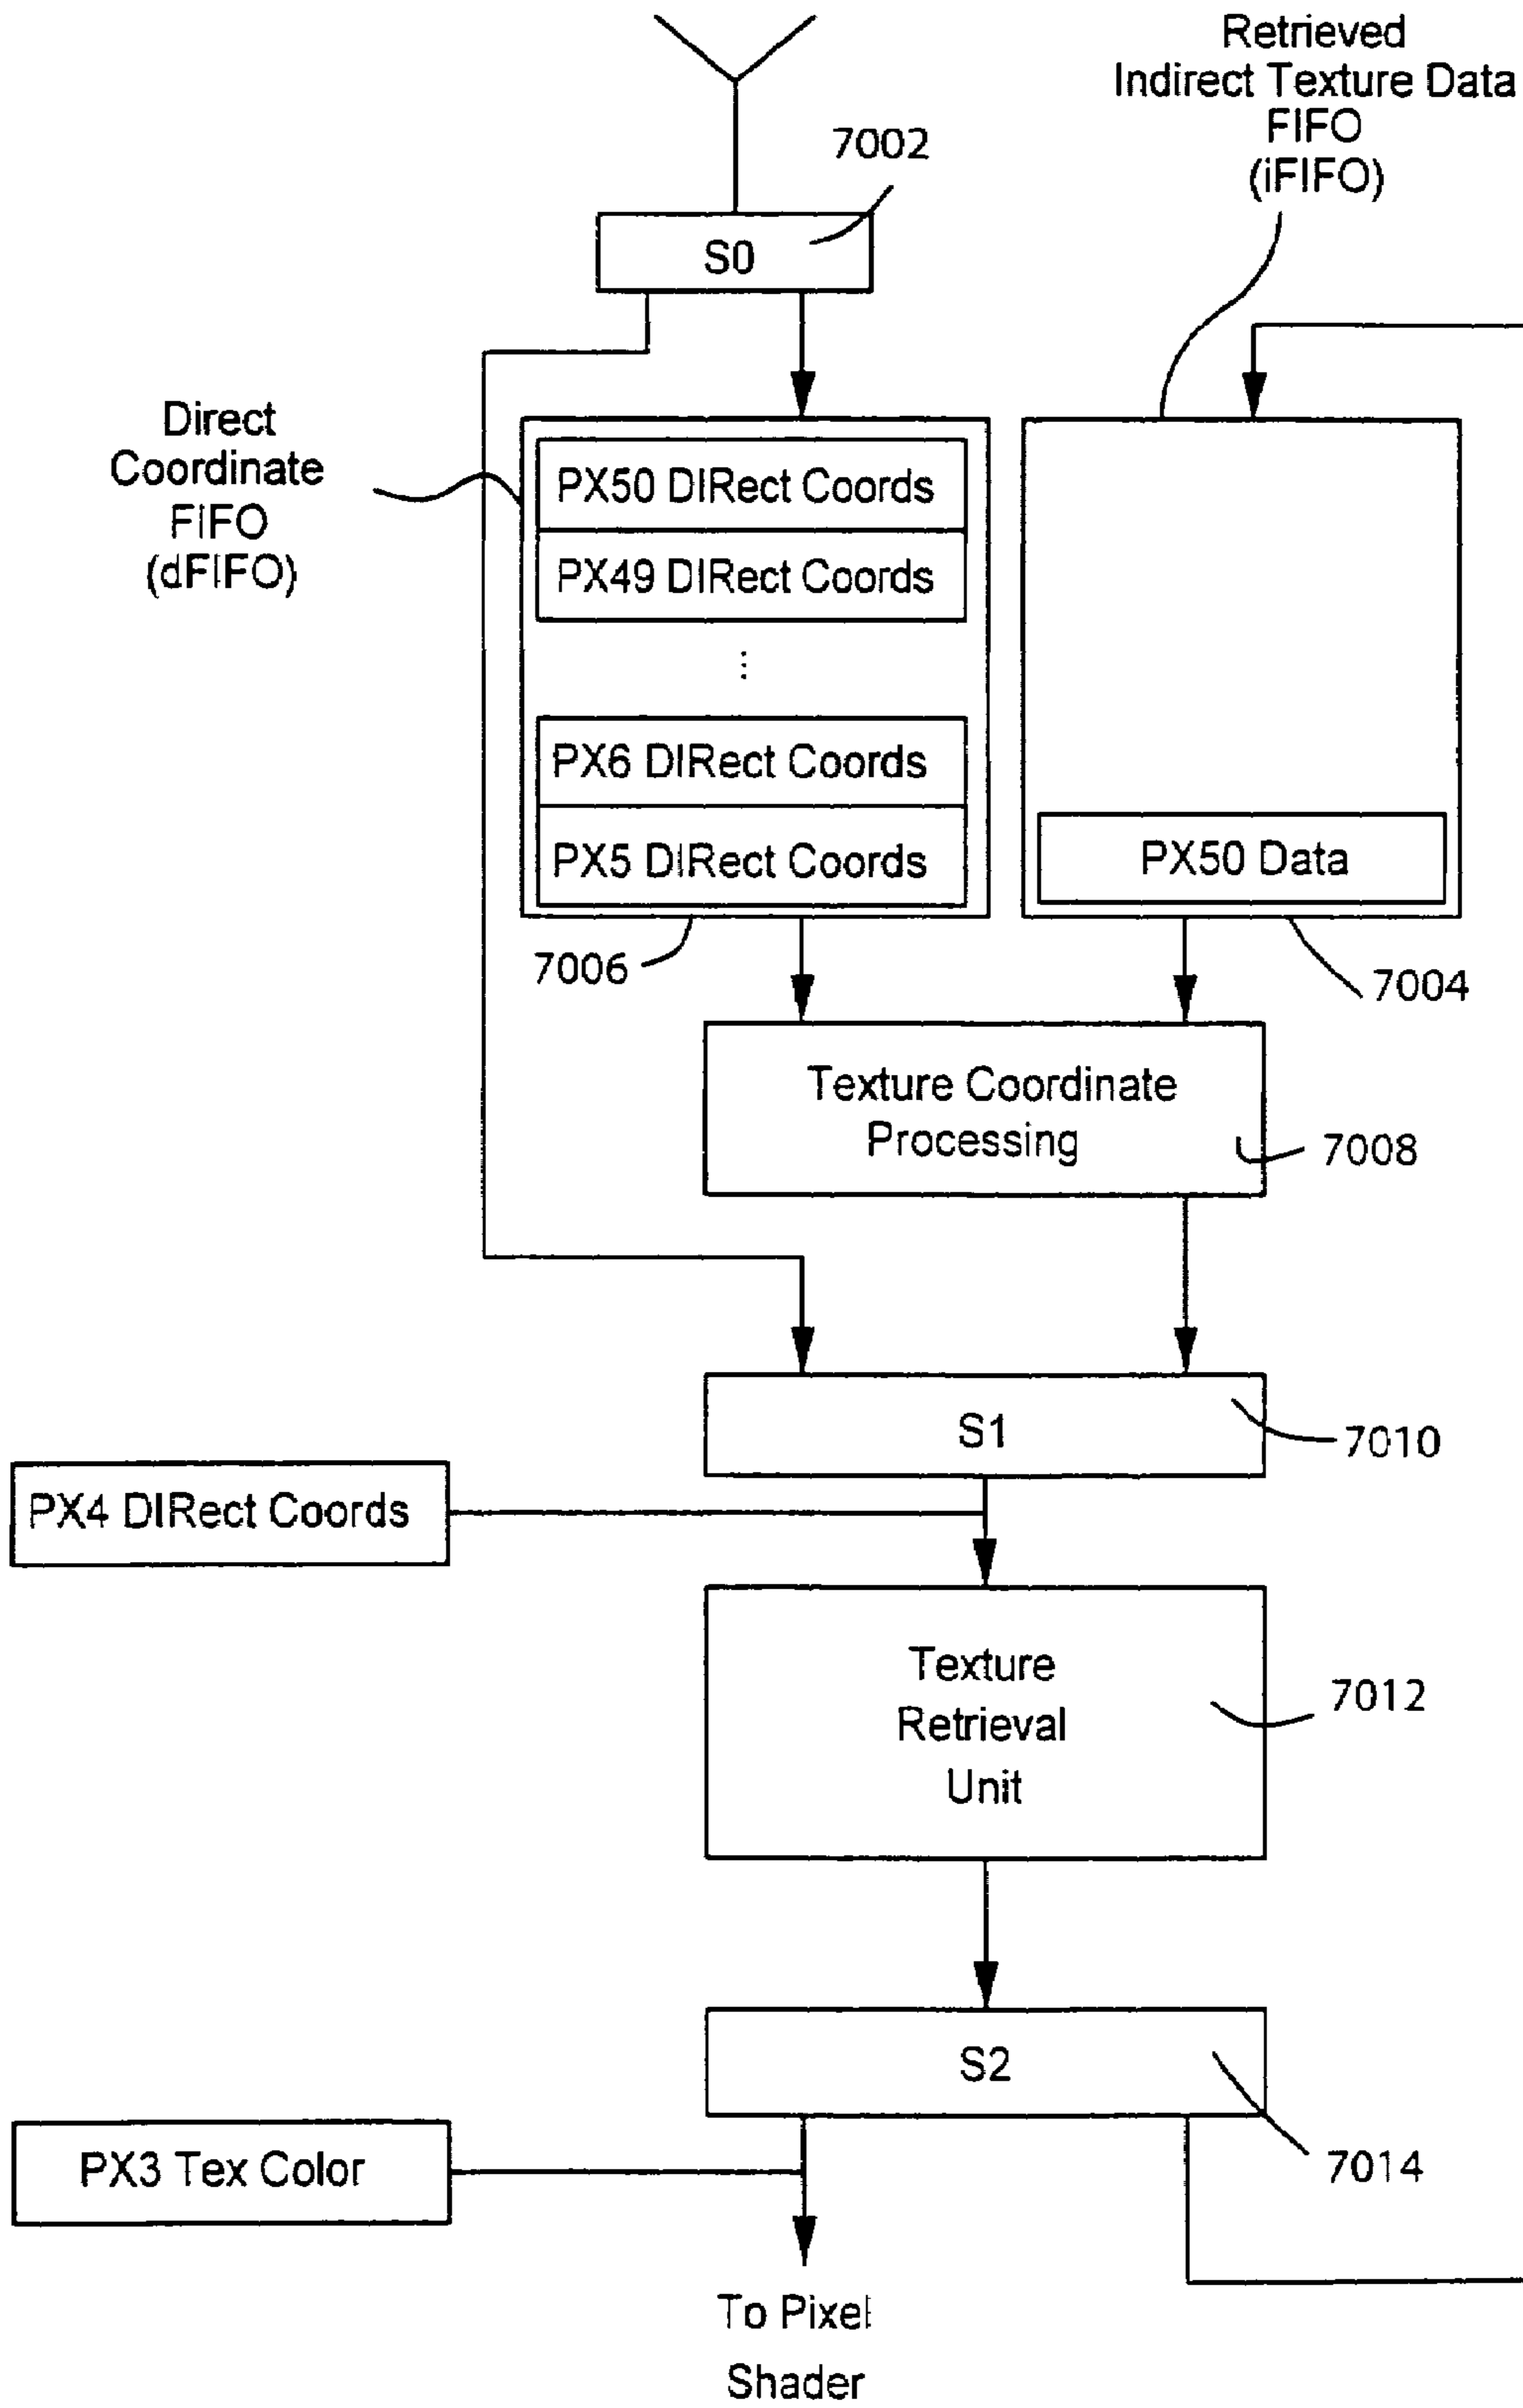 Retrieved
Indirect Texture Data
FIFO
(iFIFO)
7002
S0
Direct
Coordinate
FIFO
(dFIFO)
PX50 DIRect Coords
PX49 DIRect Coords
...
PX6 DIRect Coords
PX5 DIRect Coords
PX50 Data
7006
7004
Texture Coordinate
Processing
7008
S1
7010
PX4 DIRect Coords
Texture
Retrieval
Unit
7012
S2
7014
PX3 Tex Color
To Pixel
Shader